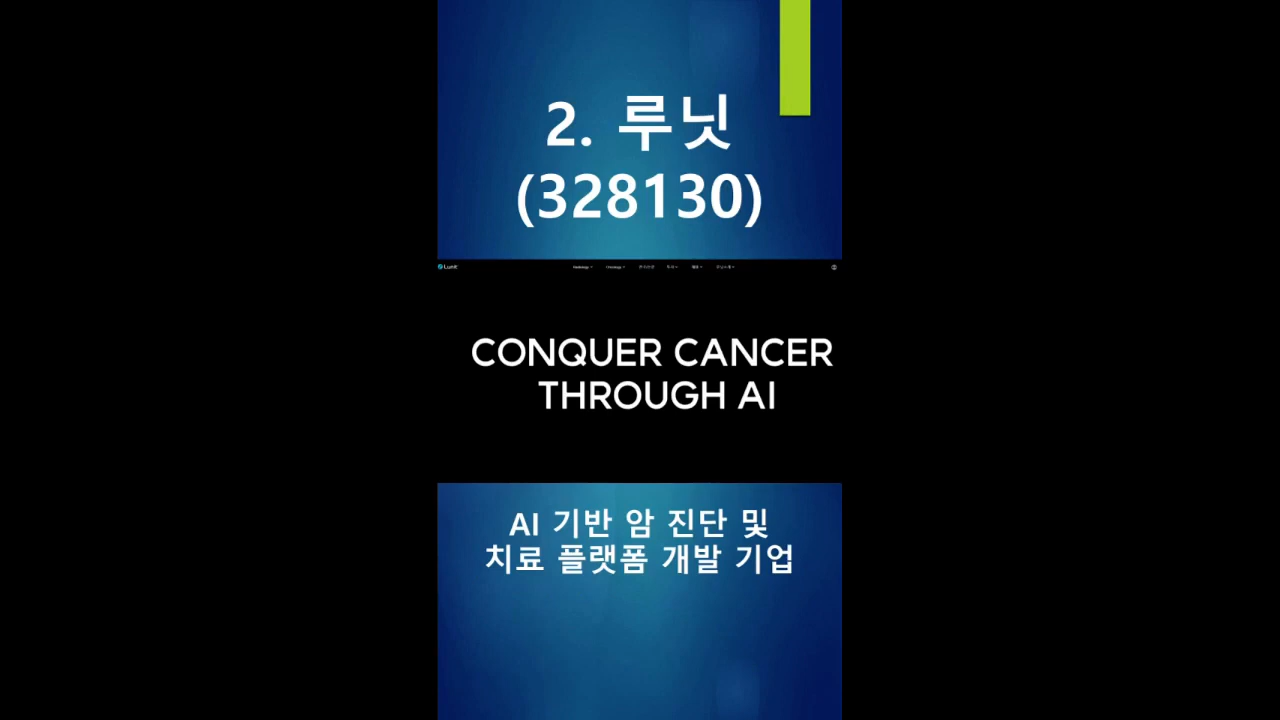 2. 루닛
(328130)
Lunit
CONQUER CANCER
THROUGH AI
AI 기반 암 진단 및
치료 플랫폼 개발 기업